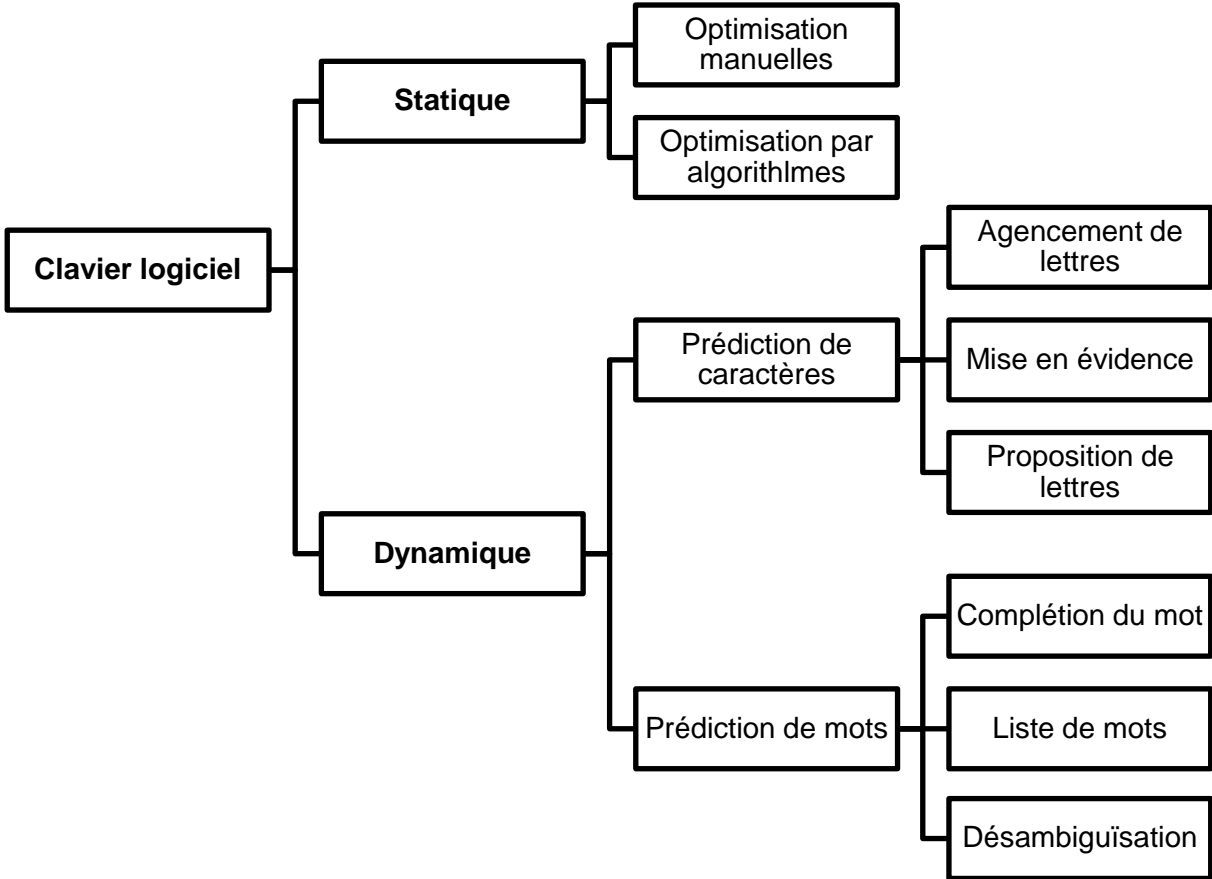 Optimisation
manuelles
Statique
Optimisation par
algorithlmes
Clavier logiciel
Agencement de
lettres
Prédiction de
caractères
Mise en évidence
Proposition de
lettres
Dynamique
Complétion du mot
Prédiction de mots
Liste de mots
Désambiguïsation